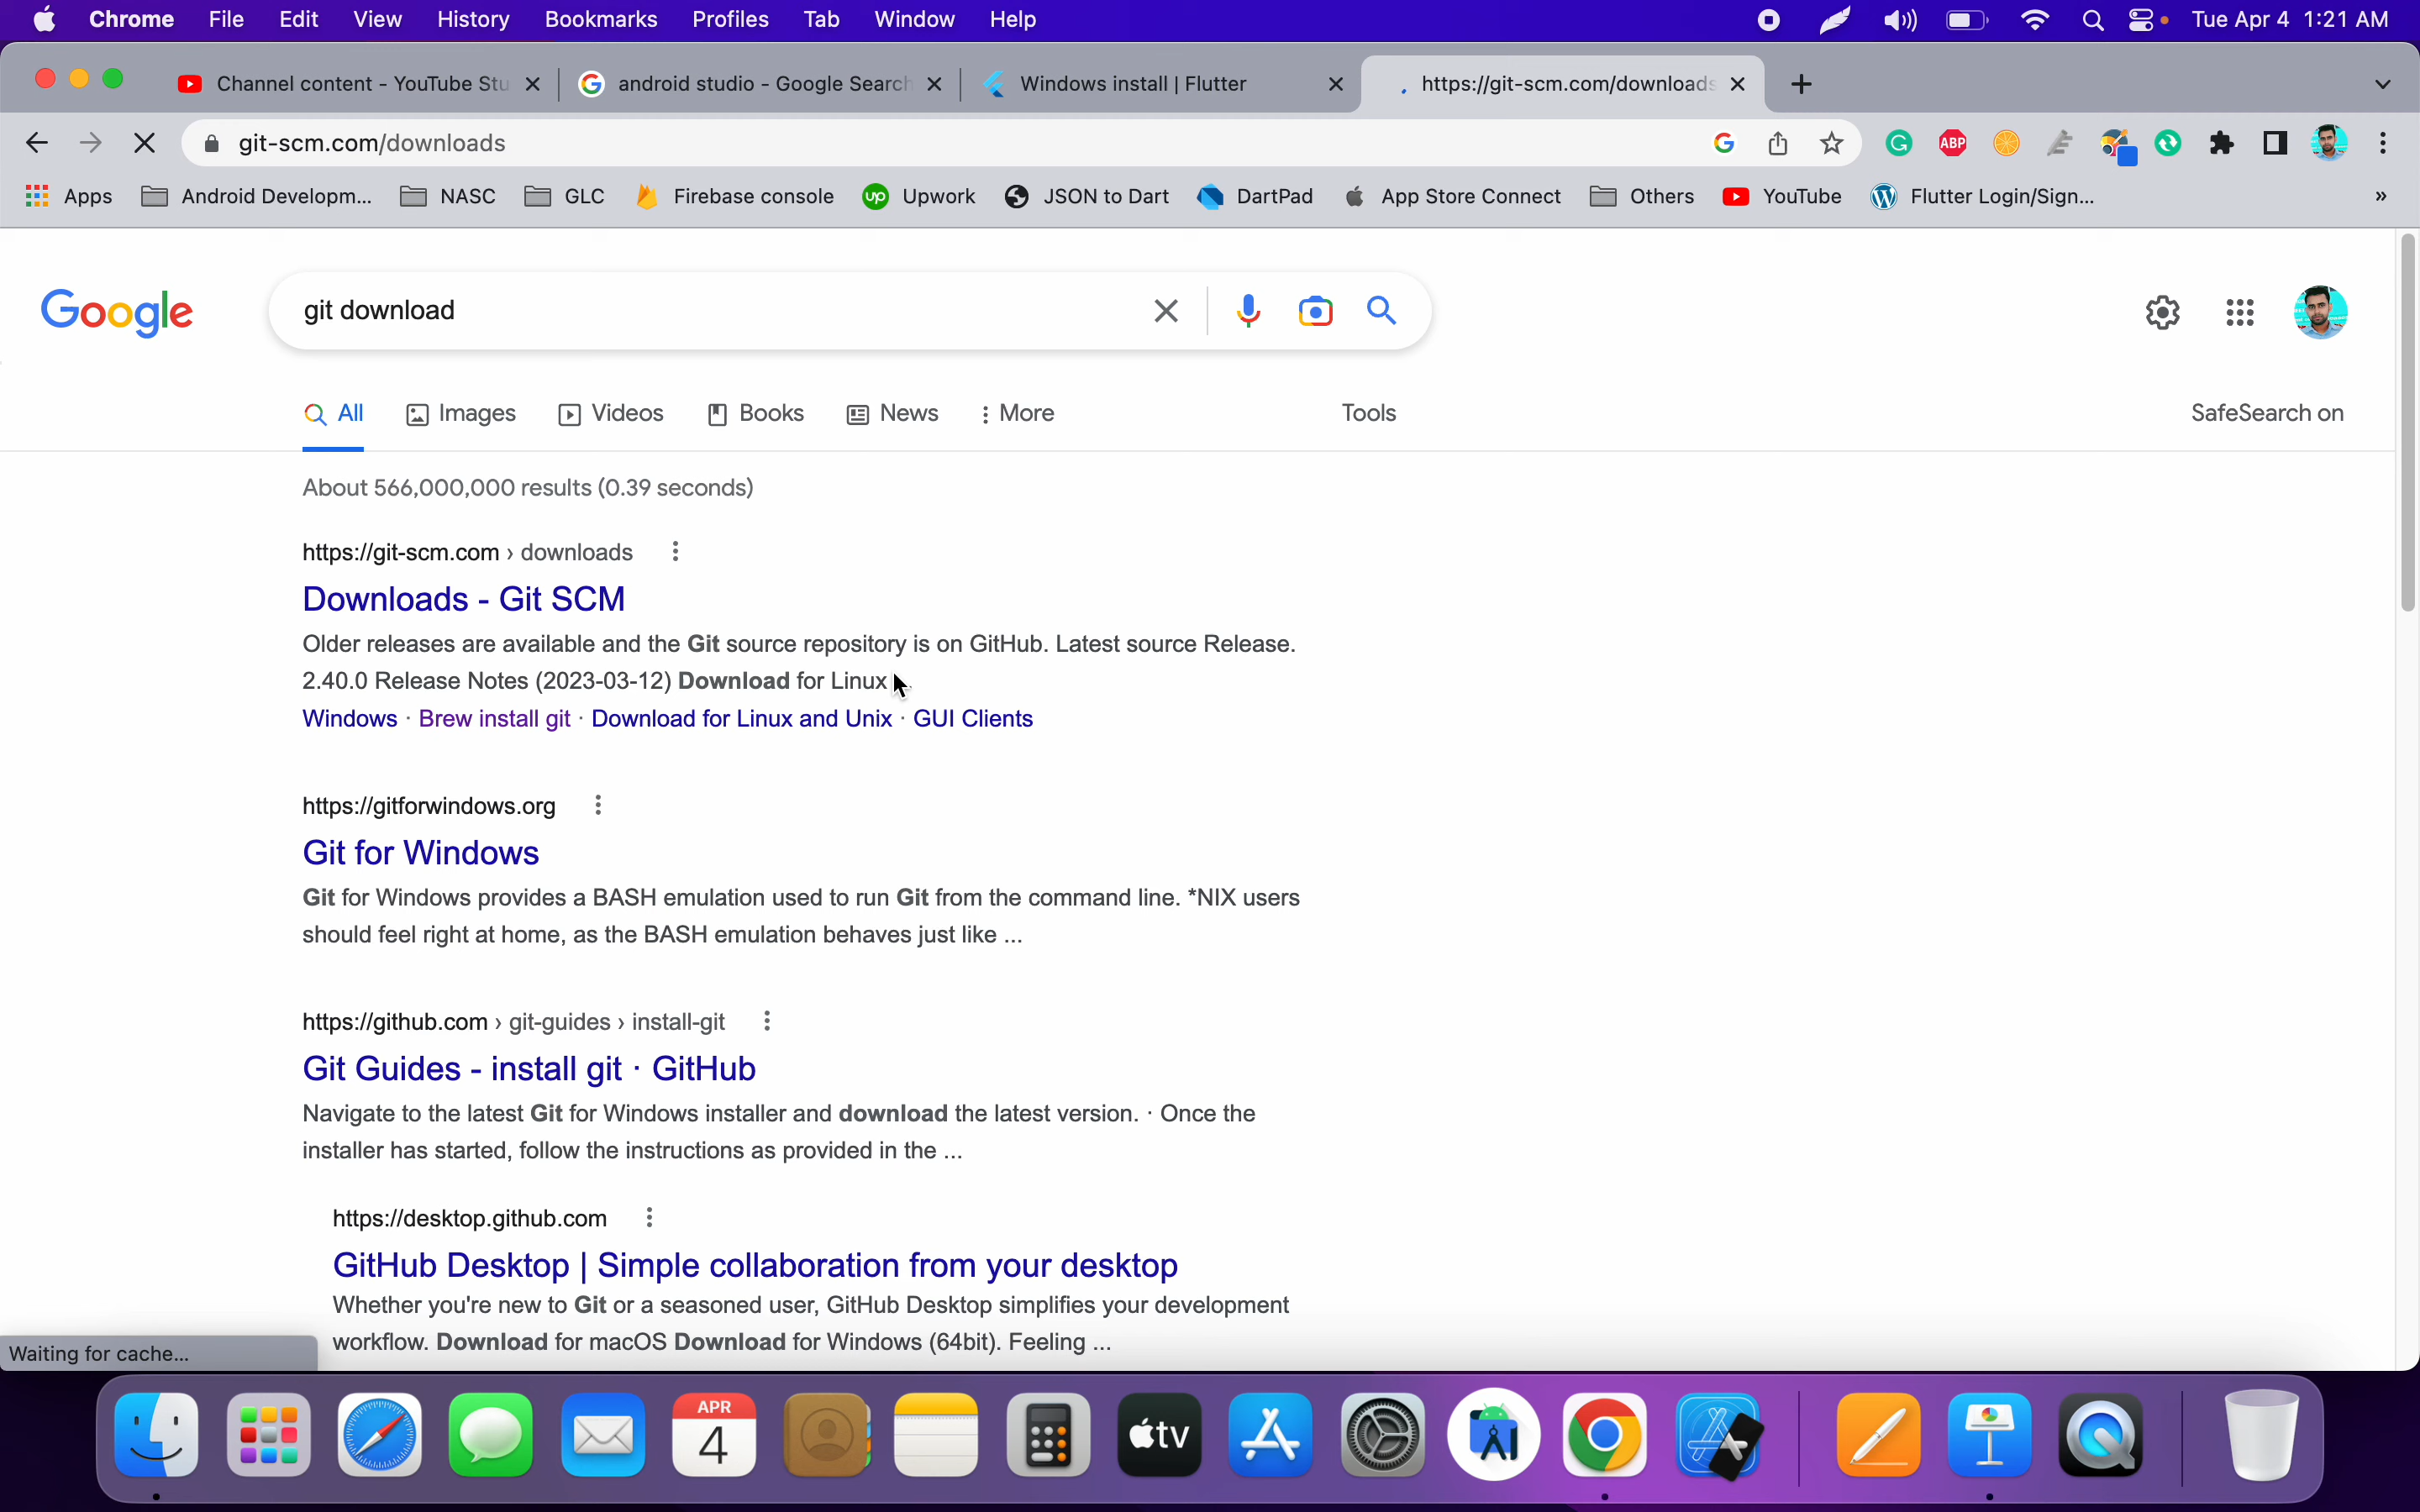 Chrome File Edit View History Bookmarks Profiles Tab Window Help Tue Apr 4 1:21 AM
Channel content - YouTube Stu android studio - Google Search Windows install | Flutter https://git-scm.com/downloads
git-scm.com/downloads
ABP
Apps Android Developm... NASC GLC Firebase console up Upwork JSON to Dart DartPad App Store Connect Others YouTube Flutter Login/Sign... »
Google git download
All Images Videos Books News More Tools SafeSearch on
About 566,000,000 results (0.39 seconds)
https://git-scm.com › downloads
Downloads - Git SCM
Older releases are available and the Git source repository is on GitHub. Latest source Release.
2.40.0 Release Notes (2023-03-12) Download for Linux
Windows · Brew install git · Download for Linux and Unix · GUI Clients
https://gitforwindows.org
Git for Windows
Git for Windows provides a BASH emulation used to run Git from the command line. *NIX users
should feel right at home, as the BASH emulation behaves just like ...
https://github.com › git-guides › install-git
Git Guides - install git · GitHub
Navigate to the latest Git for Windows installer and download the latest version. · Once the
installer has started, follow the instructions as provided in the ...
https://desktop.github.com
GitHub Desktop | Simple collaboration from your desktop
Whether you're new to Git or a seasoned user, GitHub Desktop simplifies your development
workflow. Download for macOS Download for Windows (64bit). Feeling ...
Waiting for cache...
APR
4
tv